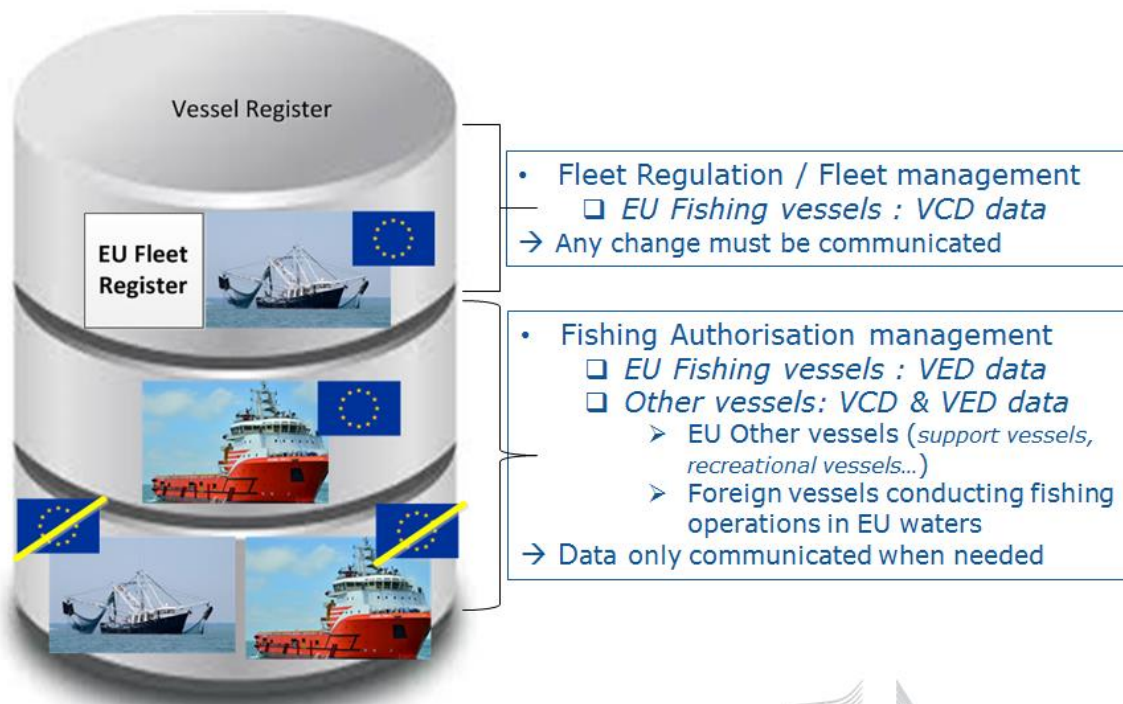 Vessel Register
EU Fleet
Register
• Fleet Regulation / Fleet management
❑ EU Fishing vessels : VCD data
→ Any change must be communicated
• Fishing Authorisation management
❑ EU Fishing vessels : VED data
❑ Other vessels: VCD & VED data
➢ EU Other vessels (support vessels,
recreational vessels...)
➢ Foreign vessels conducting fishing
operations in EU waters
→ Data only communicated when needed